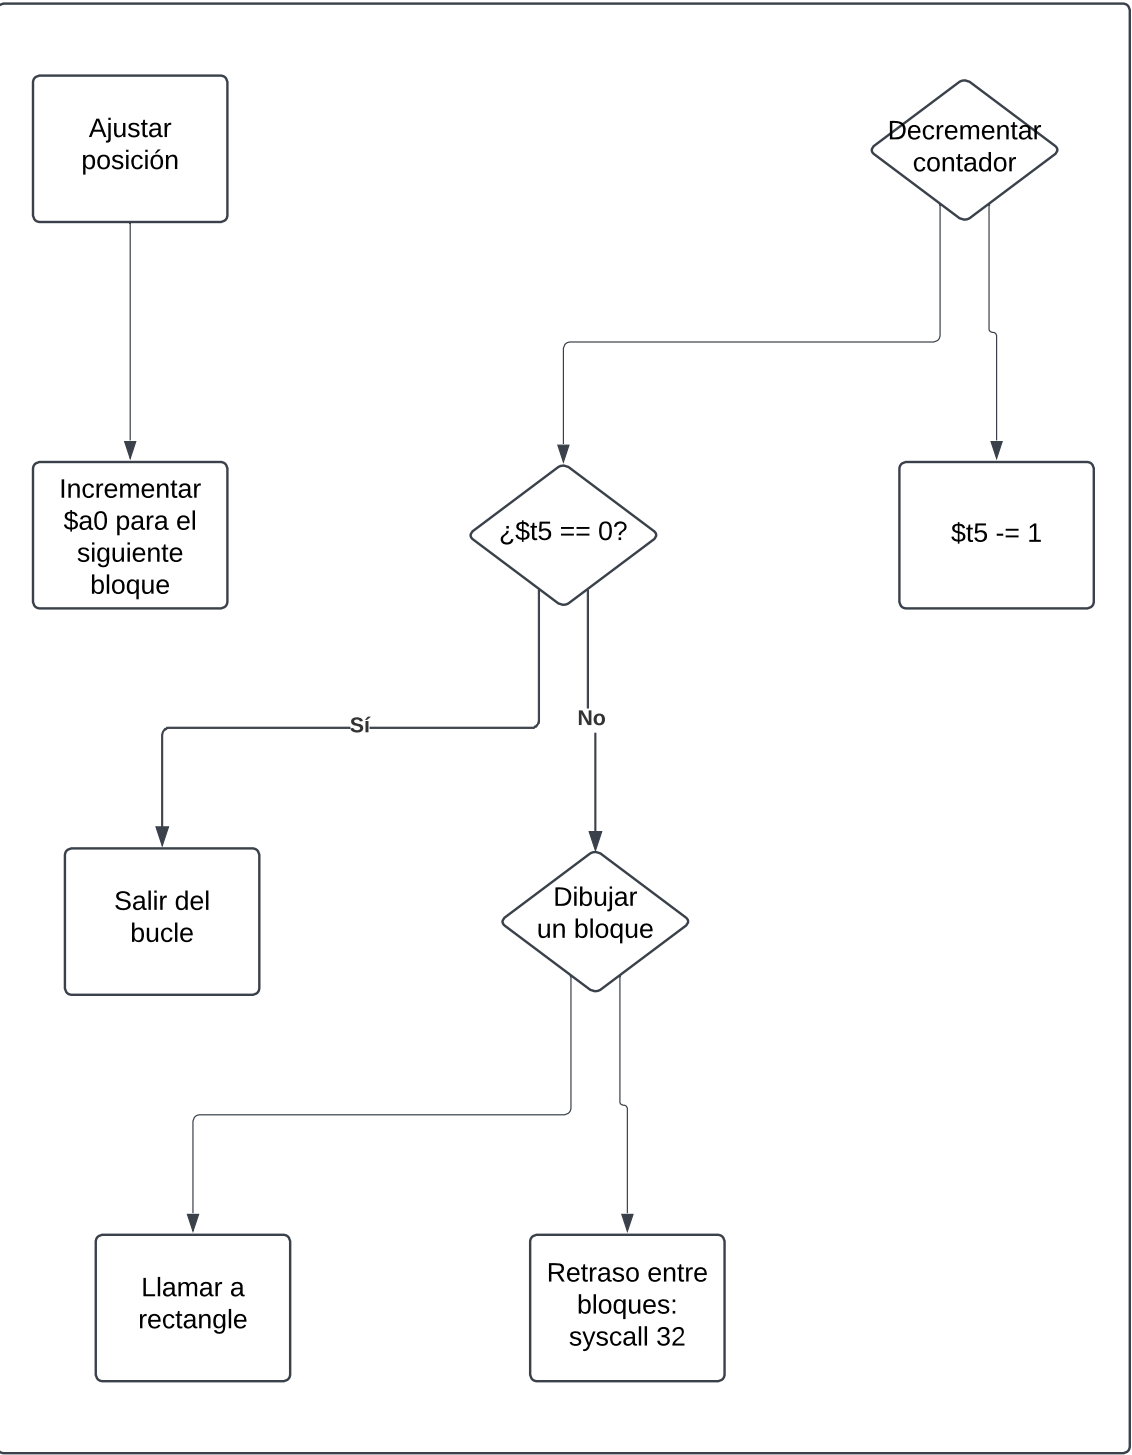 Ajustar
posición
Decrementar
contador
Incrementar
$a0 para el
siguiente
bloque
¿$t5 == 0?
$t5 -= 1
Sí
No
Salir del
bucle
Dibujar
un bloque
Llamar a
rectangle
Retraso entre
bloques:
syscall 32